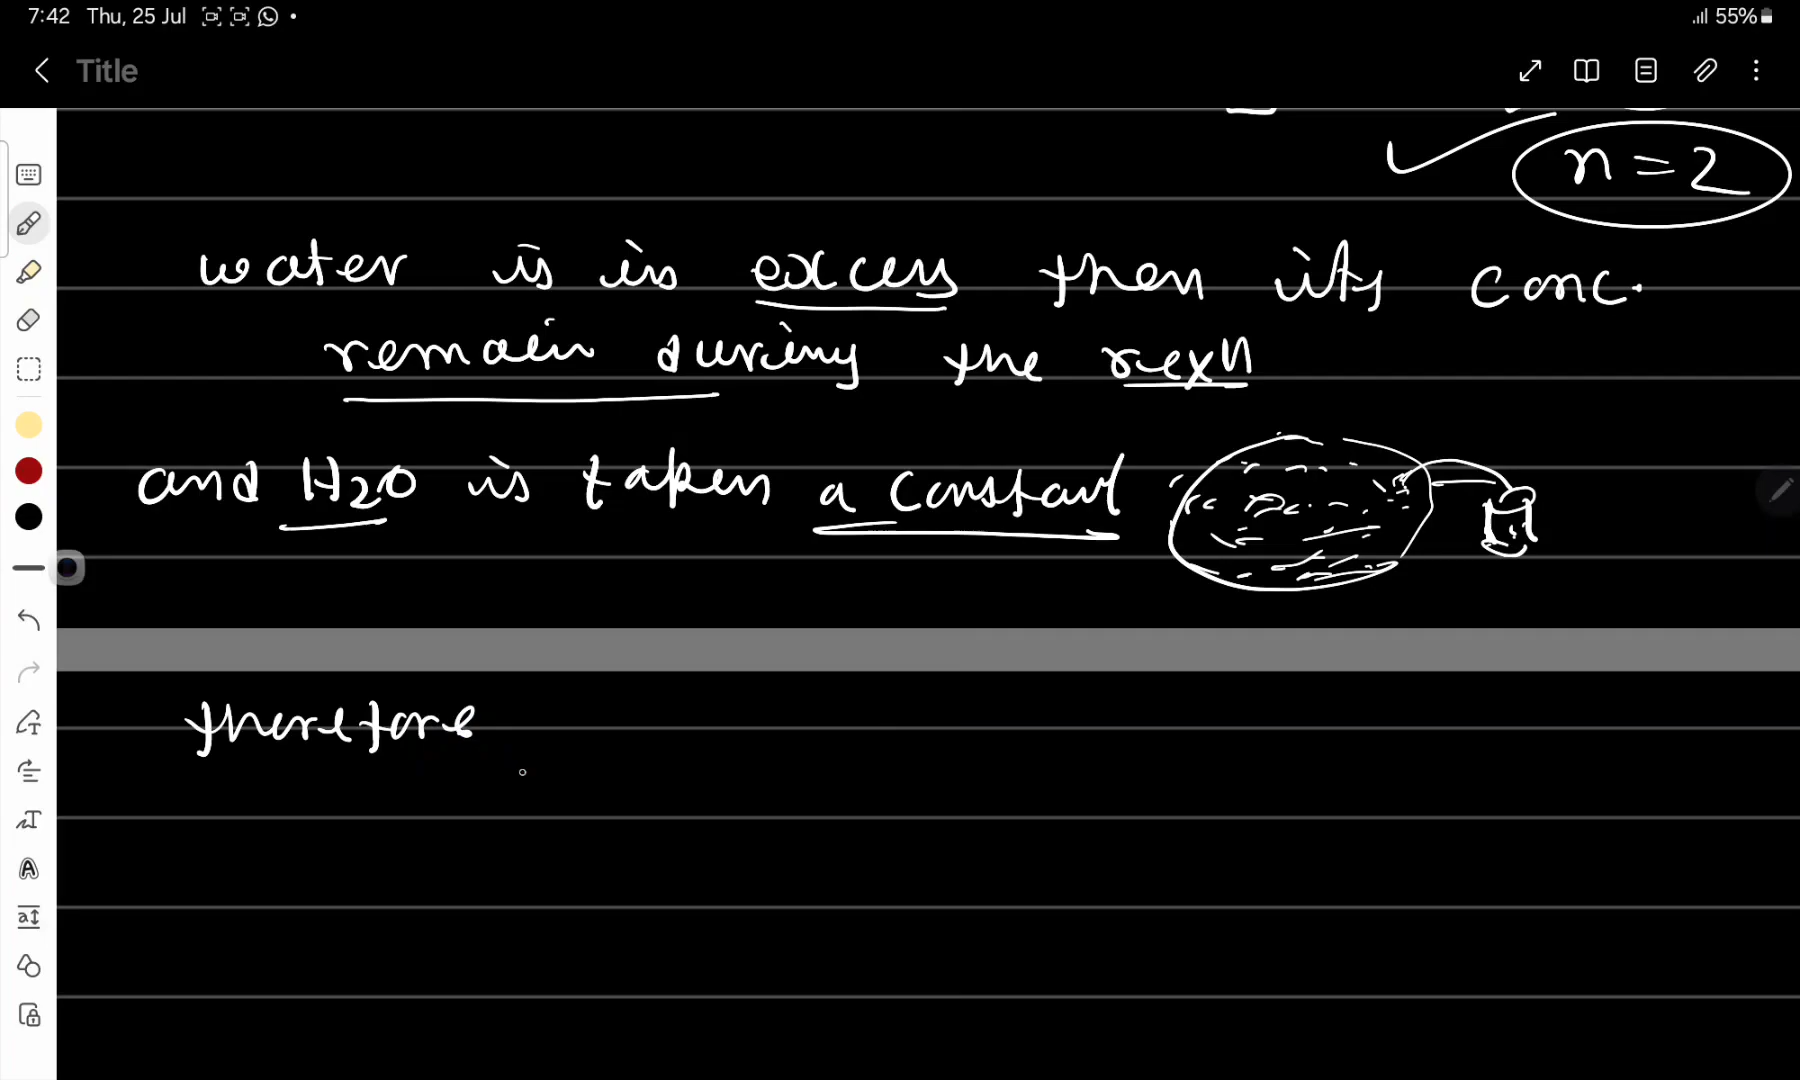 7:42 Thu, 25 Jul 55%
Title
n = 2
water is in excess then its conc.
remain during the rexn
and H2O is taken a constant
therefore